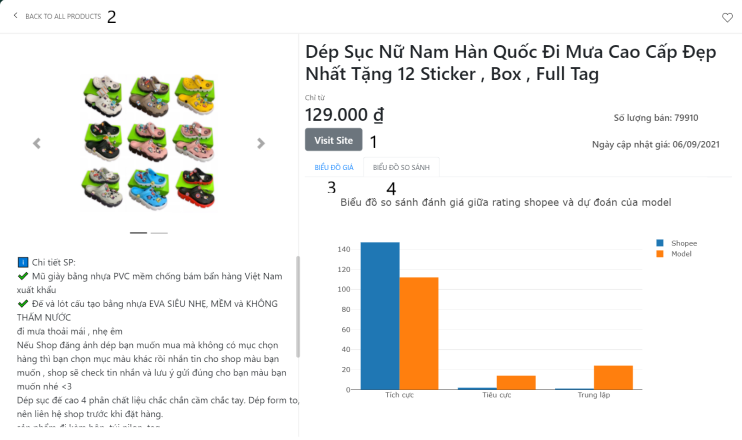 BACK TO ALL PRODUCTS 2
Dép Sục Nữ Nam Hàn Quốc Đi Mưa Cao Cấp Đẹp
Nhất Tặng 12 Sticker , Box , Full Tag
Chỉ từ
129.000 ₫
Số lượng bán: 79910
Visit Site 1
Ngày cập nhật giá: 06/09/2021
BIỂU ĐỒ GIÁ
BIỂU ĐỒ SO SÁNH
3
4
Biểu đồ so sánh đánh giá giữa rating shopee và dự đoán của model
Shopee
Model
140
120
100
80
60
40
20
0
Tích cực
Tiêu cực
Trung lập
Chi tiết SP:
Mũ giày bằng nhựa PVC mềm chống bám bẩn hàng Việt Nam
xuất khẩu
Đế và lót cấu tạo bằng nhựa EVA SIÊU NHẸ, MỀM và KHÔNG
THẤM NƯỚC
đi mưa thoải mái , nhẹ êm
Nếu Shop đăng ảnh dép bạn muốn mua mà không có mục chọn
hàng thì bạn chọn mục màu khác rồi nhắn tin cho shop màu bạn
muốn , shop sẽ check tin nhắn và lưu ý gửi đúng cho bạn màu bạn
muốn nhé <3
Dép sục đế cao 4 phân chất liệu chắc chắn cầm chắc tay. Dép form to,
nên liên hệ shop trước khi đặt hàng.